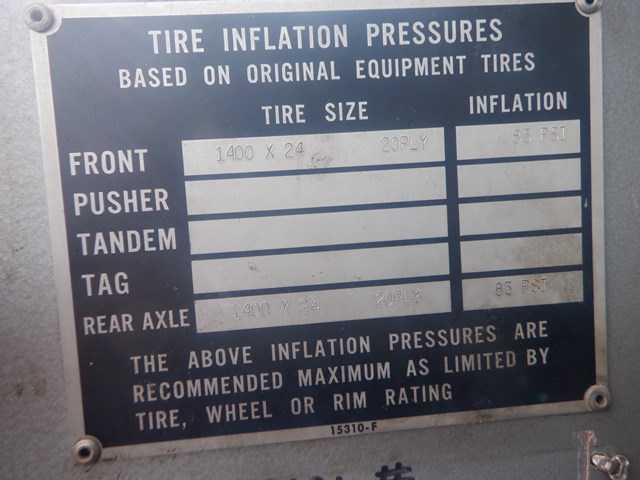 TIRE INFLATION PRESSURES
BASED ON ORIGINAL EQUIPMENT TIRES
TIRE SIZE INFLATION
FRONT 1400 X 24 20PLY PSI
PUSHER
TANDEM
TAG
REAR AXLE 1400 X 24 20PLY 85 PSI
THE ABOVE INFLATION PRESSURES ARE
RECOMMENDED MAXIMUM AS LIMITED BY
TIRE, WHEEL OR RIM RATING
15310-F